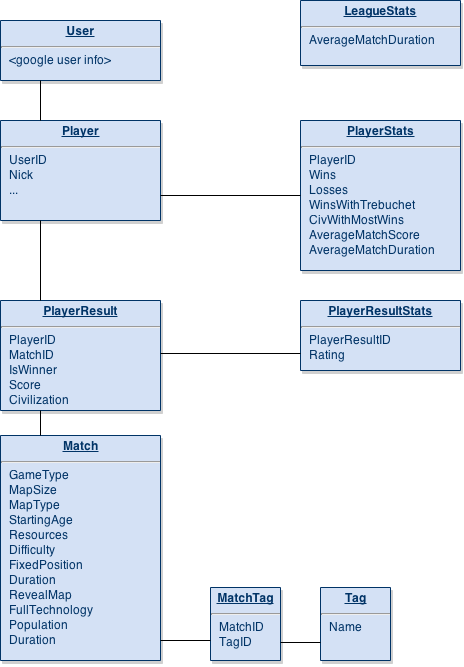 LeagueStats
AverageMatchDuration
User
<google user info>
Player
UserID
Nick
...
PlayerStats
PlayerID
Wins
Losses
WinsWithTrebuchet
CivWithMostWins
AverageMatchScore
AverageMatchDuration
PlayerResult
PlayerID
MatchID
IsWinner
Score
Civilization
PlayerResultStats
PlayerResultID
Rating
Match
GameType
MapSize
MapType
StartingAge
Resources
Difficulty
FixedPosition
Duration
RevealMap
FullTechnology
Population
Duration
MatchTag
MatchID
TagID
Tag
Name